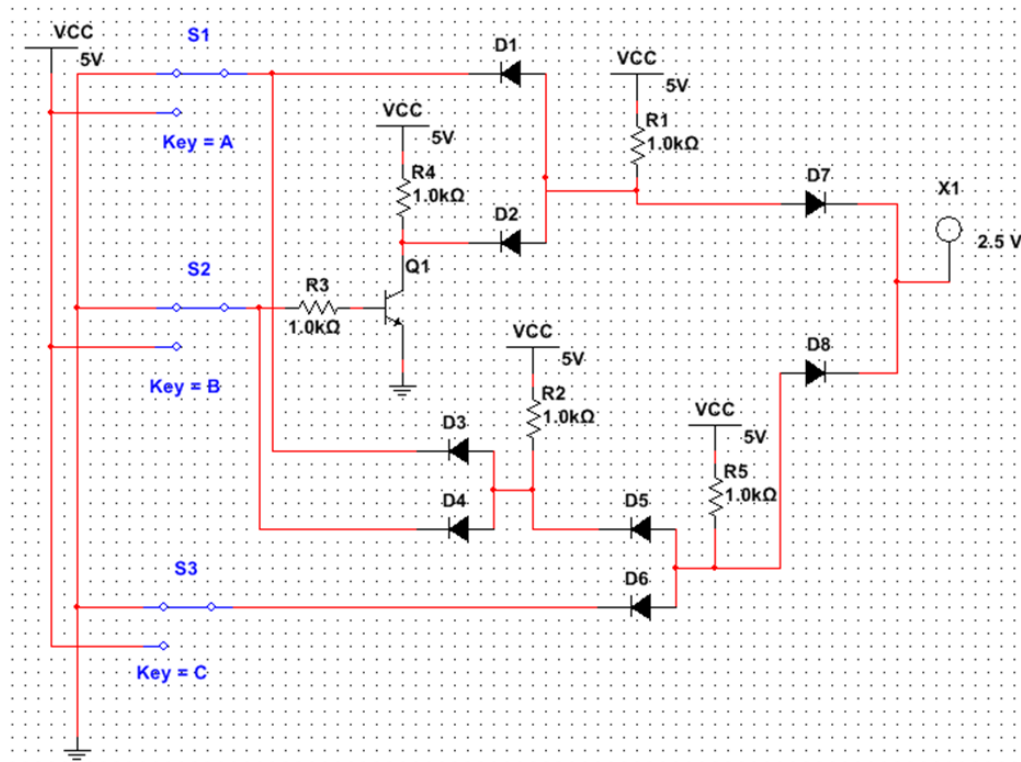 VCC
5V
S1
Key = A
D1
VCC
5V
R1
1.0kΩ
VCC
5V
R4
1.0kΩ
D2
D7
X1
2.5 V
Q1
S2
R3
1.0kΩ
Key = B
VCC
5V
R2
1.0kΩ
D8
D3
VCC
5V
R5
1.0kΩ
D4
D5
S3
D6
Key = C